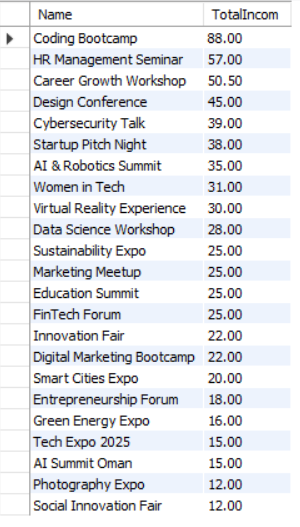 Name TotalIncom
Coding Bootcamp 88.00
HR Management Seminar 57.00
Career Growth Workshop 50.50
Design Conference 45.00
Cybersecurity Talk 39.00
Startup Pitch Night 38.00
AI & Robotics Summit 35.00
Women in Tech 31.00
Virtual Reality Experience 30.00
Data Science Workshop 28.00
Sustainability Expo 25.00
Marketing Meetup 25.00
Education Summit 25.00
FinTech Forum 25.00
Innovation Fair 22.00
Digital Marketing Bootcamp 22.00
Smart Cities Expo 20.00
Entrepreneurship Forum 18.00
Green Energy Expo 16.00
Tech Expo 2025 15.00
AI Summit Oman 15.00
Photography Expo 12.00
Social Innovation Fair 12.00